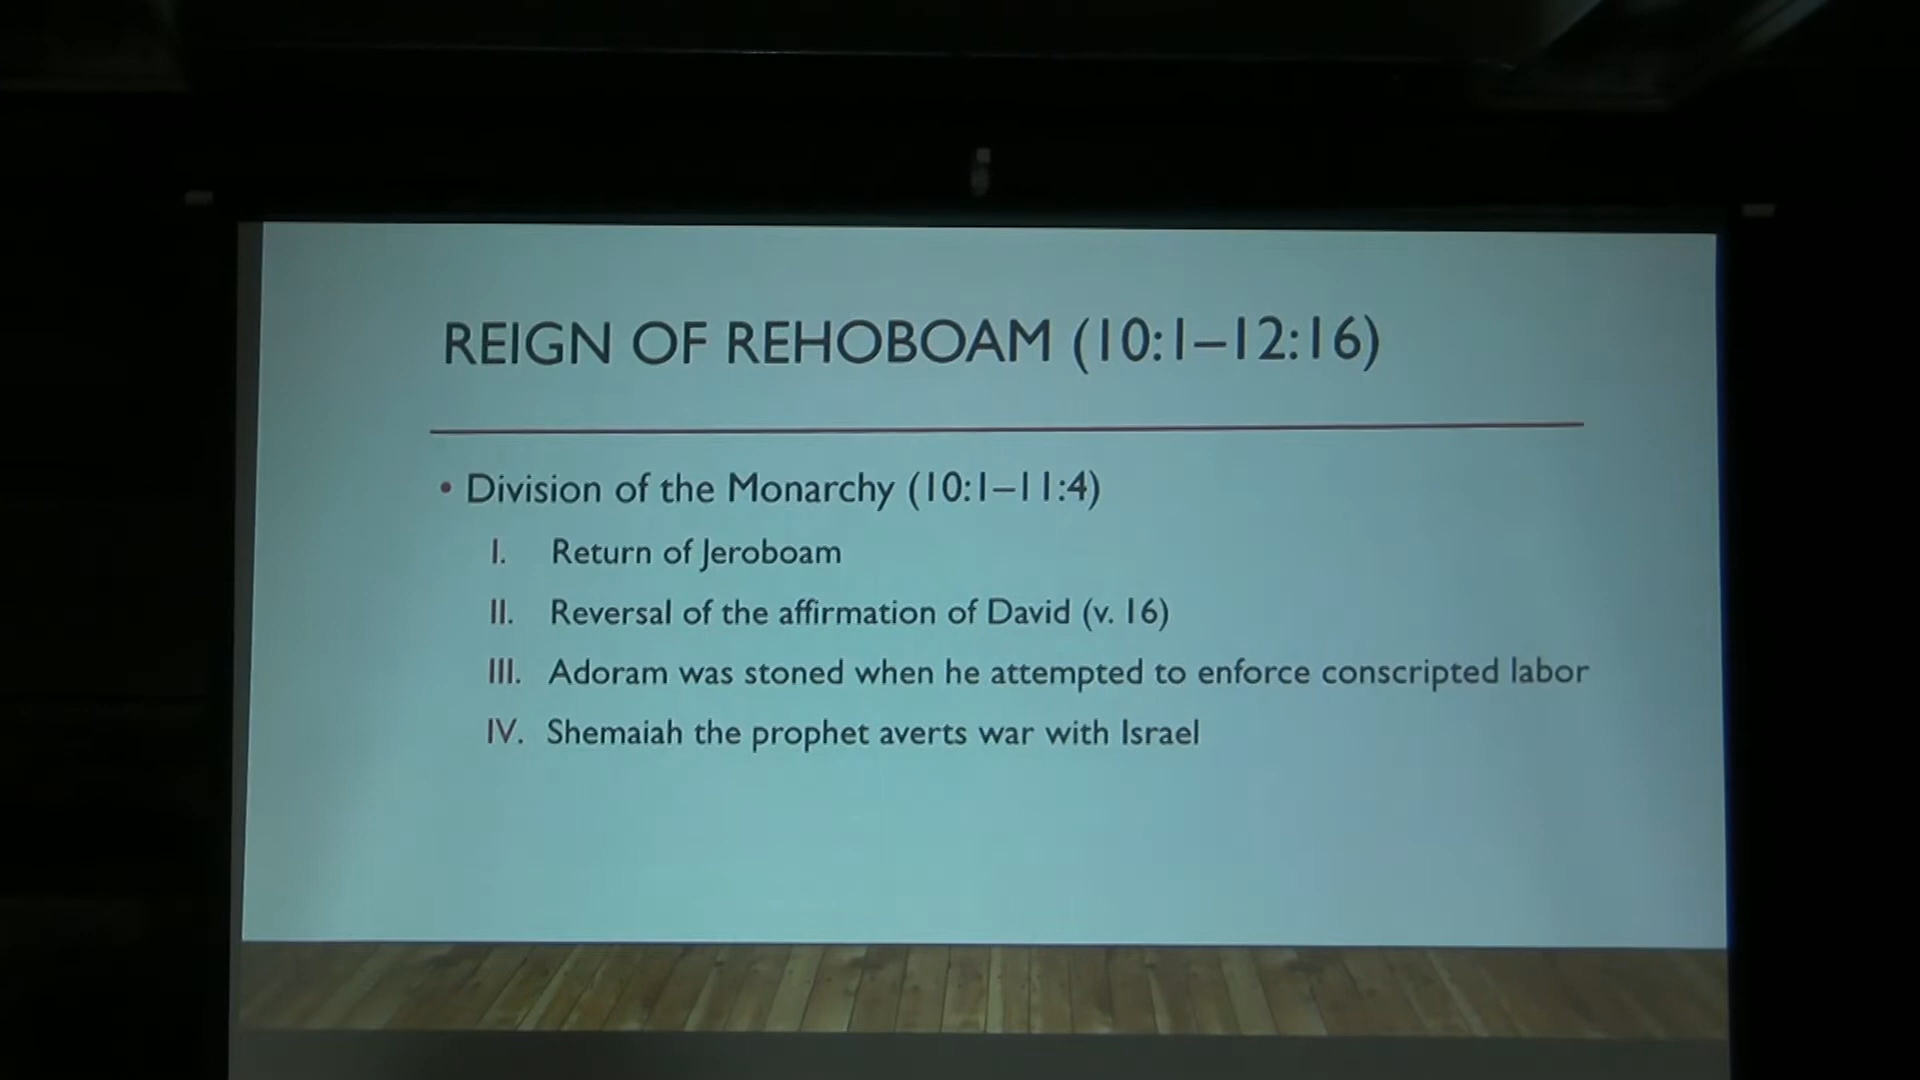 REIGN OF REHOBOAM (10:1–12:16)
• Division of the Monarchy (10:1–11:4)
I. Return of Jeroboam
II. Reversal of the affirmation of David (v. 16)
III. Adoram was stoned when he attempted to enforce conscripted labor
IV. Shemaiah the prophet averts war with Israel